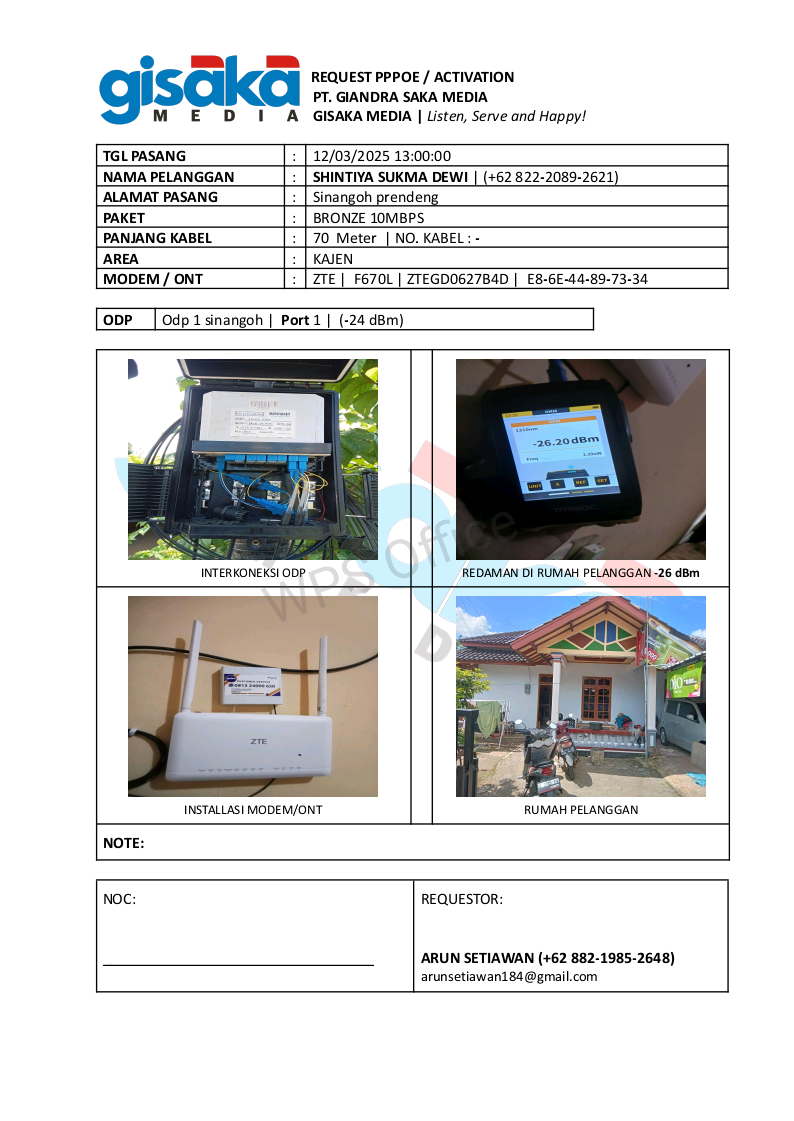 gisaka
MEDIA
REQUEST PPPOE / ACTIVATION
PT. GIANDRA SAKA MEDIA
GISAKA MEDIA | Listen, Serve and Happy!
TGL PASANG : 12/03/2025 13:00:00
NAMA PELANGGAN : SHINTIYA SUKMA DEWI | (+62 822-2089-2621)
ALAMAT PASANG : Sinangoh prendeng
PAKET : BRONZE 10MBPS
PANJANG KABEL : 70 Meter | NO. KABEL : -
AREA : KAJEN
MODEM / ONT : ZTE | F670L | ZTEGD0627B4D | E8-6E-44-89-73-34
ODP Odp 1 sinangoh | Port 1 | (-24 dBm)
-26.20dBm
UNIT REF SET
INTERKONEKSI ODP
REDAMAN DI RUMAH PELANGGAN -26 dBm
WPS Office
ZTE
INSTALLASI MODEM/ONT
RUMAH PELANGGAN
NOTE:
NOC:
REQUESTOR:
ARUN SETIAWAN (+62 882-1985-2648)
arunsetiawan184@gmail.com